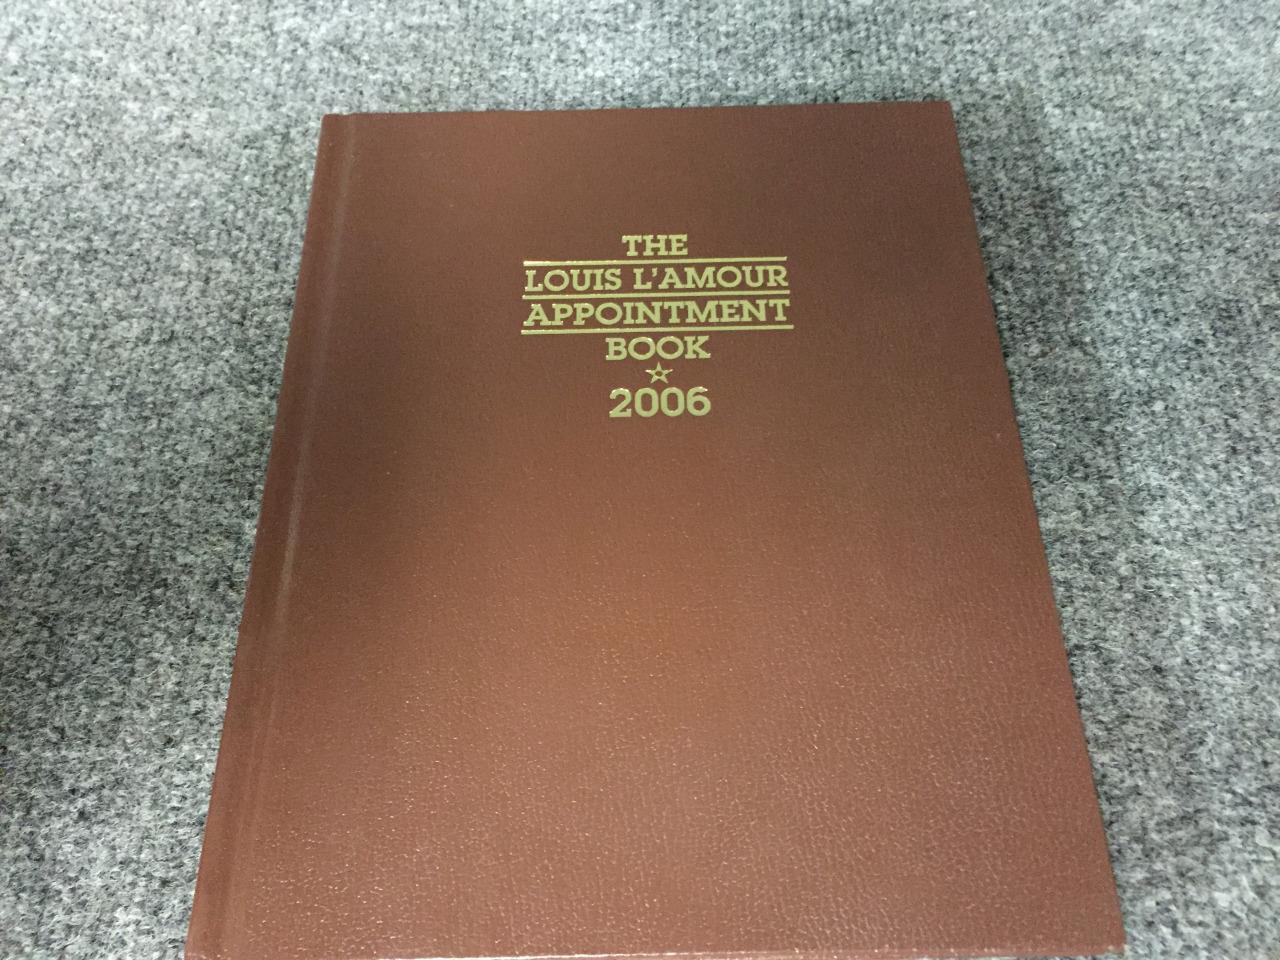 THE
LOUIS L'AMOUR
APPOINTMENT
BOOK
2006